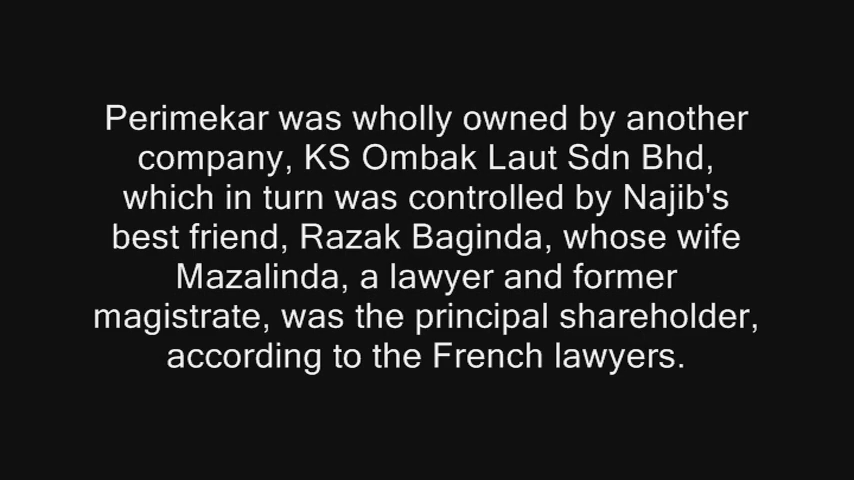 Perimekar was wholly owned by another
company, KS Ombak Laut Sdn Bhd,
which in turn was controlled by Najib's
best friend, Razak Baginda, whose wife
Mazalinda, a lawyer and former
magistrate, was the principal shareholder,
according to the French lawyers.